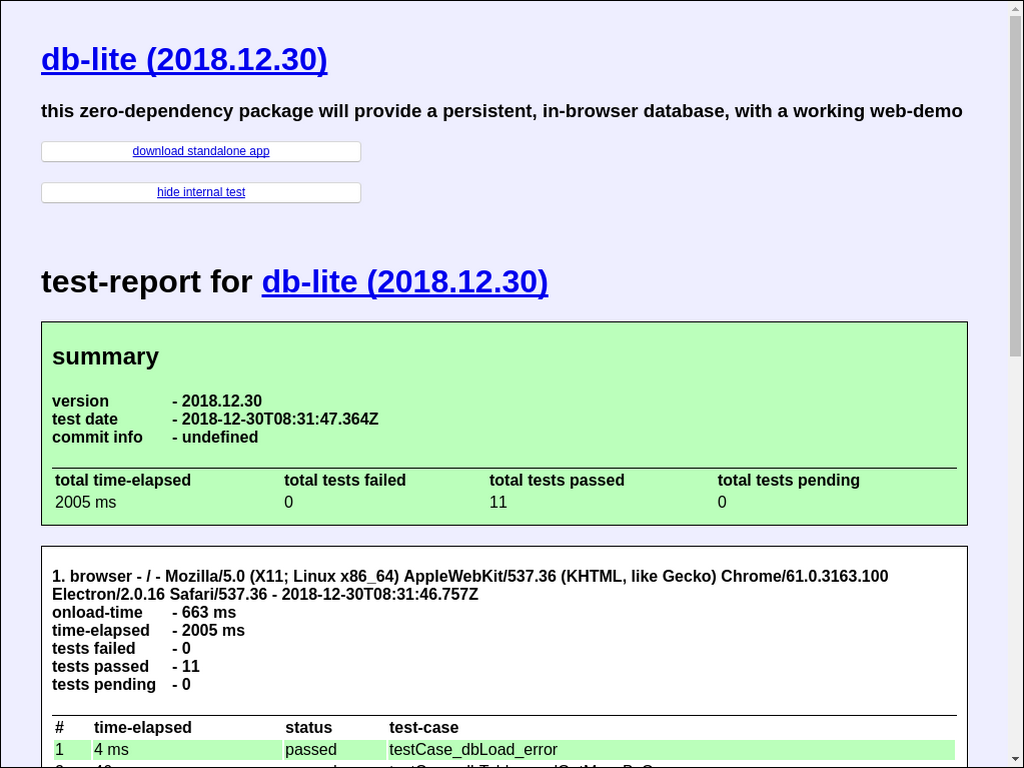 db-lite (2018.12.30)
this zero-dependency package will provide a persistent, in-browser database, with a working web-demo
download standalone app
hide internal test
test-report for db-lite (2018.12.30)
summary
version - 2018.12.30
test date - 2018-12-30T08:31:47.364Z
commit info - undefined
total time-elapsed total tests failed total tests passed total tests pending
2005 ms 0 11 0
1. browser - / - Mozilla/5.0 (X11; Linux x86_64) AppleWebKit/537.36 (KHTML, like Gecko) Chrome/61.0.3163.100
Electron/2.0.16 Safari/537.36 - 2018-12-30T08:31:46.757Z
onload-time - 663 ms
time-elapsed - 2005 ms
tests failed - 0
tests passed - 11
tests pending - 0
# time-elapsed status test-case
1 4 ms passed testCase_dbLoad_error